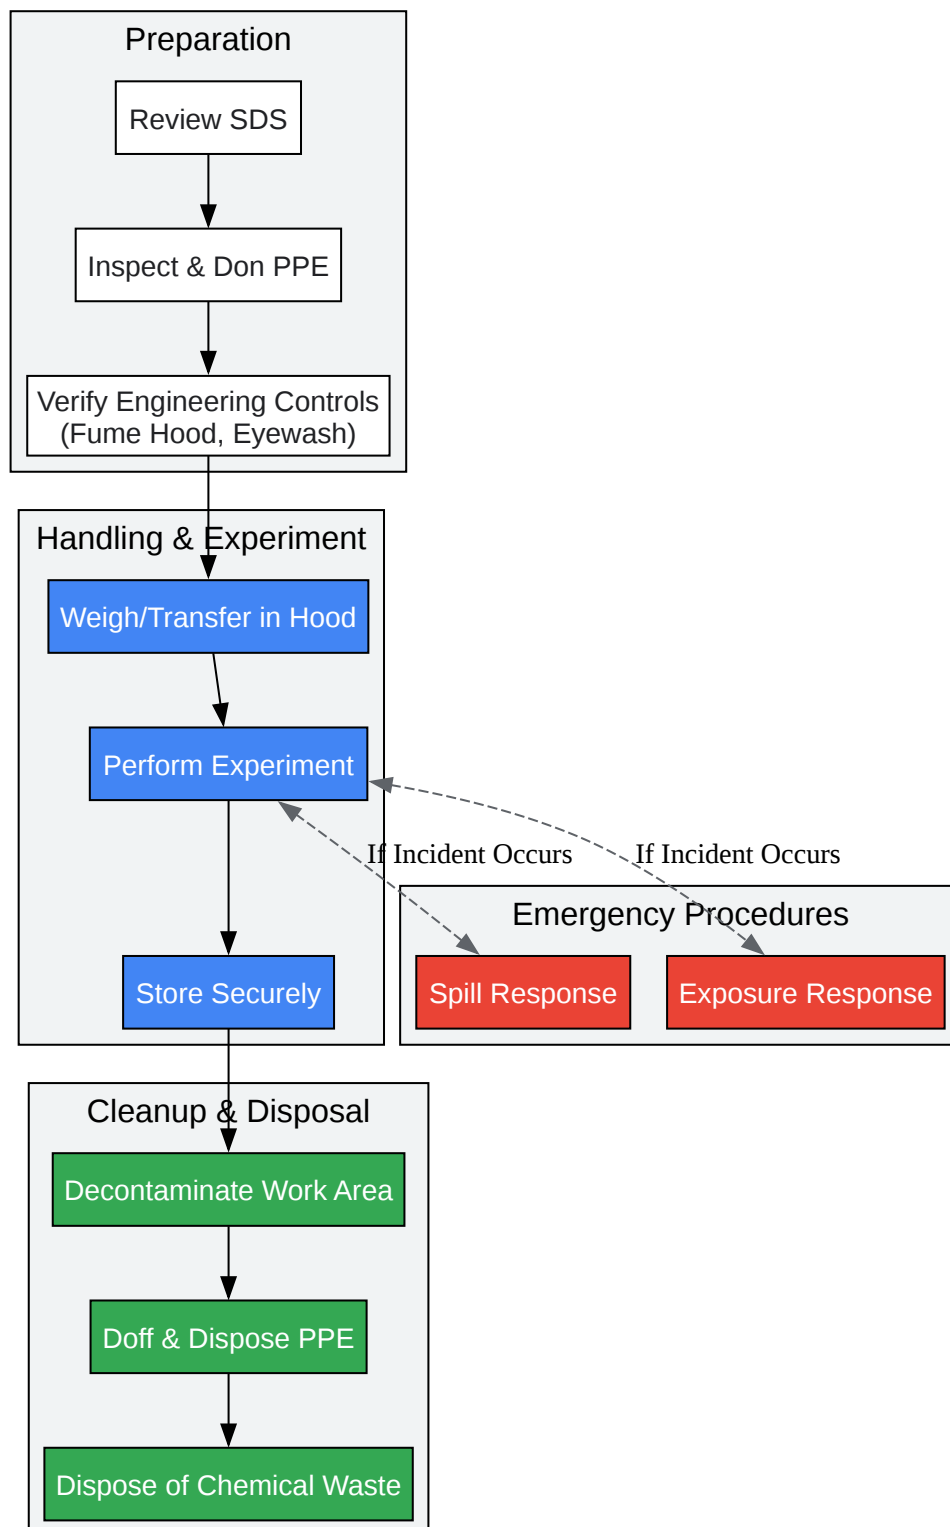 Preparation
Review SDS
Inspect & Don PPE
Verify Engineering Controls
(Fume Hood, Eyewash)
Handling & Experiment
Weigh/Transfer in Hood
Perform Experiment
If Incident Occurs
If Incident Occurs
Emergency Procedures
Store Securely
Spill Response
Exposure Response
Cleanup & Disposal
Decontaminate Work Area
Doff & Dispose PPE
Dispose of Chemical Waste